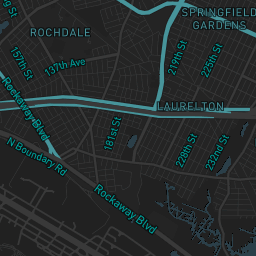 SPRINGFIELD
GARDENS
ROCHDALE
157th St
137th Ave
219th St
225th St
Rockaway Blvd
LAURELTON
181st St
N Boundary Rd
228th St
232nd St
Rockaway Blvd